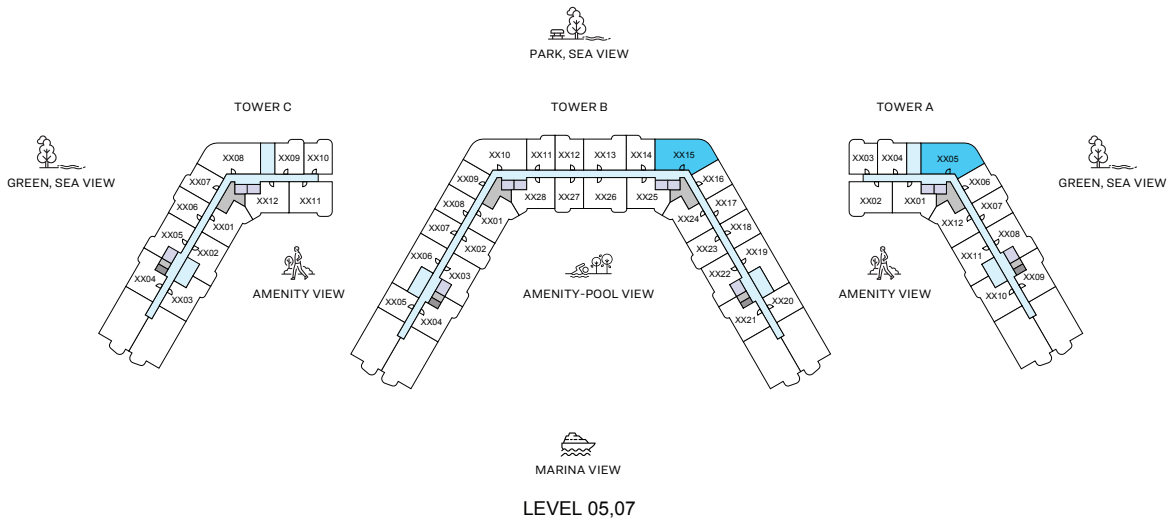 PARK, SEA VIEW
TOWER C
TOWER B
TOWER A
GREEN, SEA VIEW
GREEN, SEA VIEW
XX08
XX09
XX10
XX07
XX06
XX05
XX04
XX12
XX11
XX01
XX02
XX03
XX10
XX11
XX12
XX13
XX14
XX15
XX09
XX08
XX07
XX06
XX05
XX01
XX28
XX27
XX26
XX25
XX02
XX03
XX04
XX16
XX17
XX18
XX19
XX20
XX24
XX23
XX22
XX21
XX03
XX04
XX05
XX02
XX01
XX06
XX07
XX08
XX09
XX12
XX11
XX10
AMENITY VIEW
AMENITY-POOL VIEW
AMENITY VIEW
MARINA VIEW
LEVEL 05,07